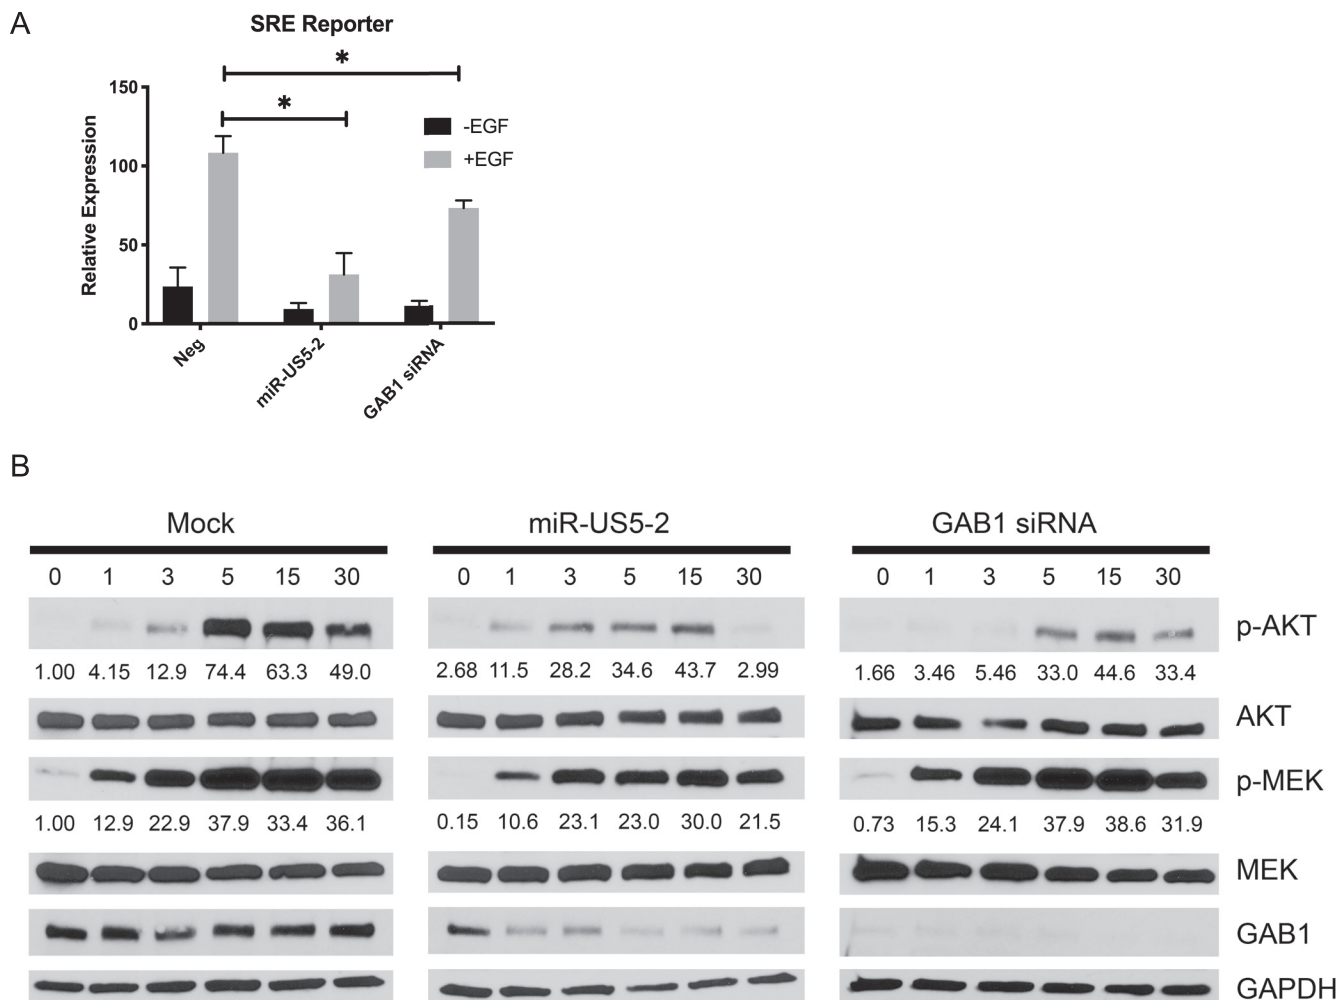 A
SRE Reporter
*
*
150
100
50
0
Relative Expression
-EGF
+EGF
Neg
miR-US5-2
GAB1 siRNA
B
Mock miR-US5-2 GAB1 siRNA
0 1 3 5 15 30 0 1 3 5 15 30 0 1 3 5 15 30
p-AKT
1.00 4.15 12.9 74.4 63.3 49.0 2.68 11.5 28.2 34.6 43.7 2.99 1.66 3.46 5.46 33.0 44.6 33.4
AKT
p-MEK
1.00 12.9 22.9 37.9 33.4 36.1 0.15 10.6 23.1 23.0 30.0 21.5 0.73 15.3 24.1 37.9 38.6 31.9
MEK
GAB1
GAPDH